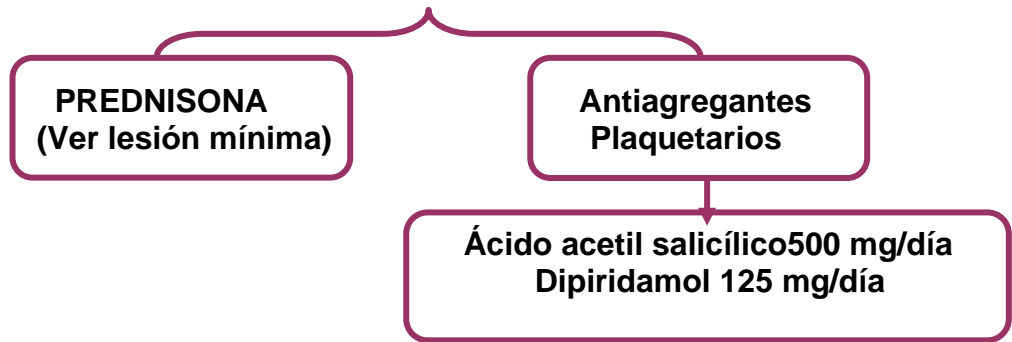 PREDNISONA
(Ver lesión mínima)
Antiagregantes
Plaquetarios
Ácido acetil salicílico500 mg/día
Dipiridamol 125 mg/día